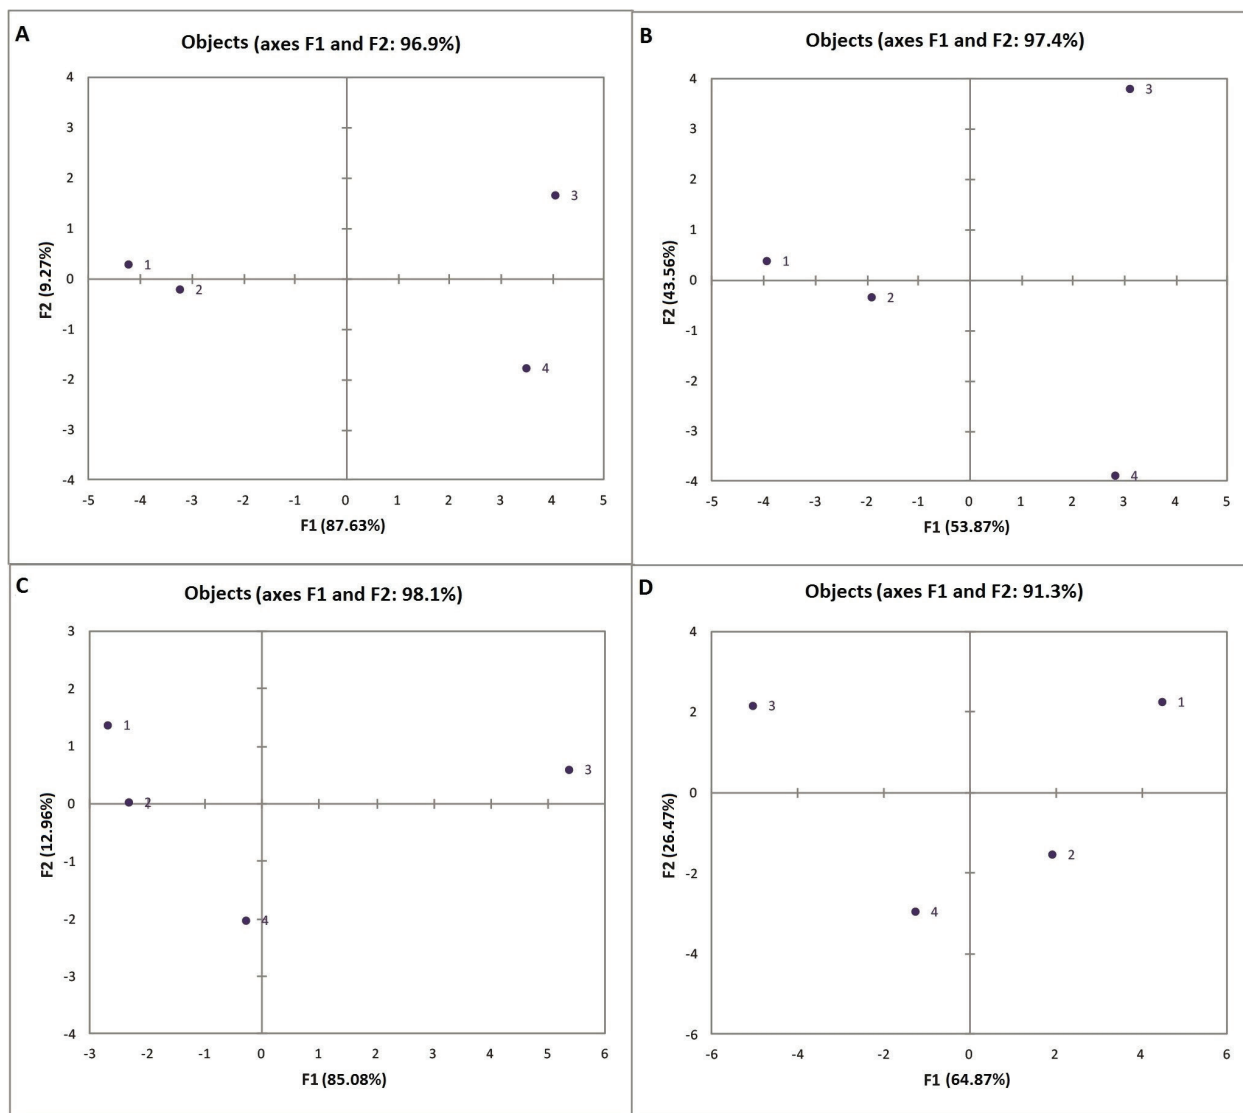 A
Objects (axes F1 and F2: 96.9%)
4
3
2
1
0
-1
-2
-3
-4
F2 (9.27%)
1
2
3
4
-5 -4 -3 -2 -1 0 1 2 3 4 5
F1 (87.63%)
B
Objects (axes F1 and F2: 97.4%)
4
3
2
1
0
-1
-2
-3
-4
F2 (43.56%)
3
1
2
4
-5 -4 -3 -2 -1 0 1 2 3 4 5
F1 (53.87%)
C
Objects (axes F1 and F2: 98.1%)
3
2
1
0
-1
-2
-3
-4
F2 (12.96%)
1
3
2
4
-3 -2 -1 0 1 2 3 4 5 6
F1 (85.08%)
D
Objects (axes F1 and F2: 91.3%)
4
2
0
-2
-4
-6
F2 (26.47%)
3
1
2
4
-6 -4 -2 0 2 4 6
F1 (64.87%)